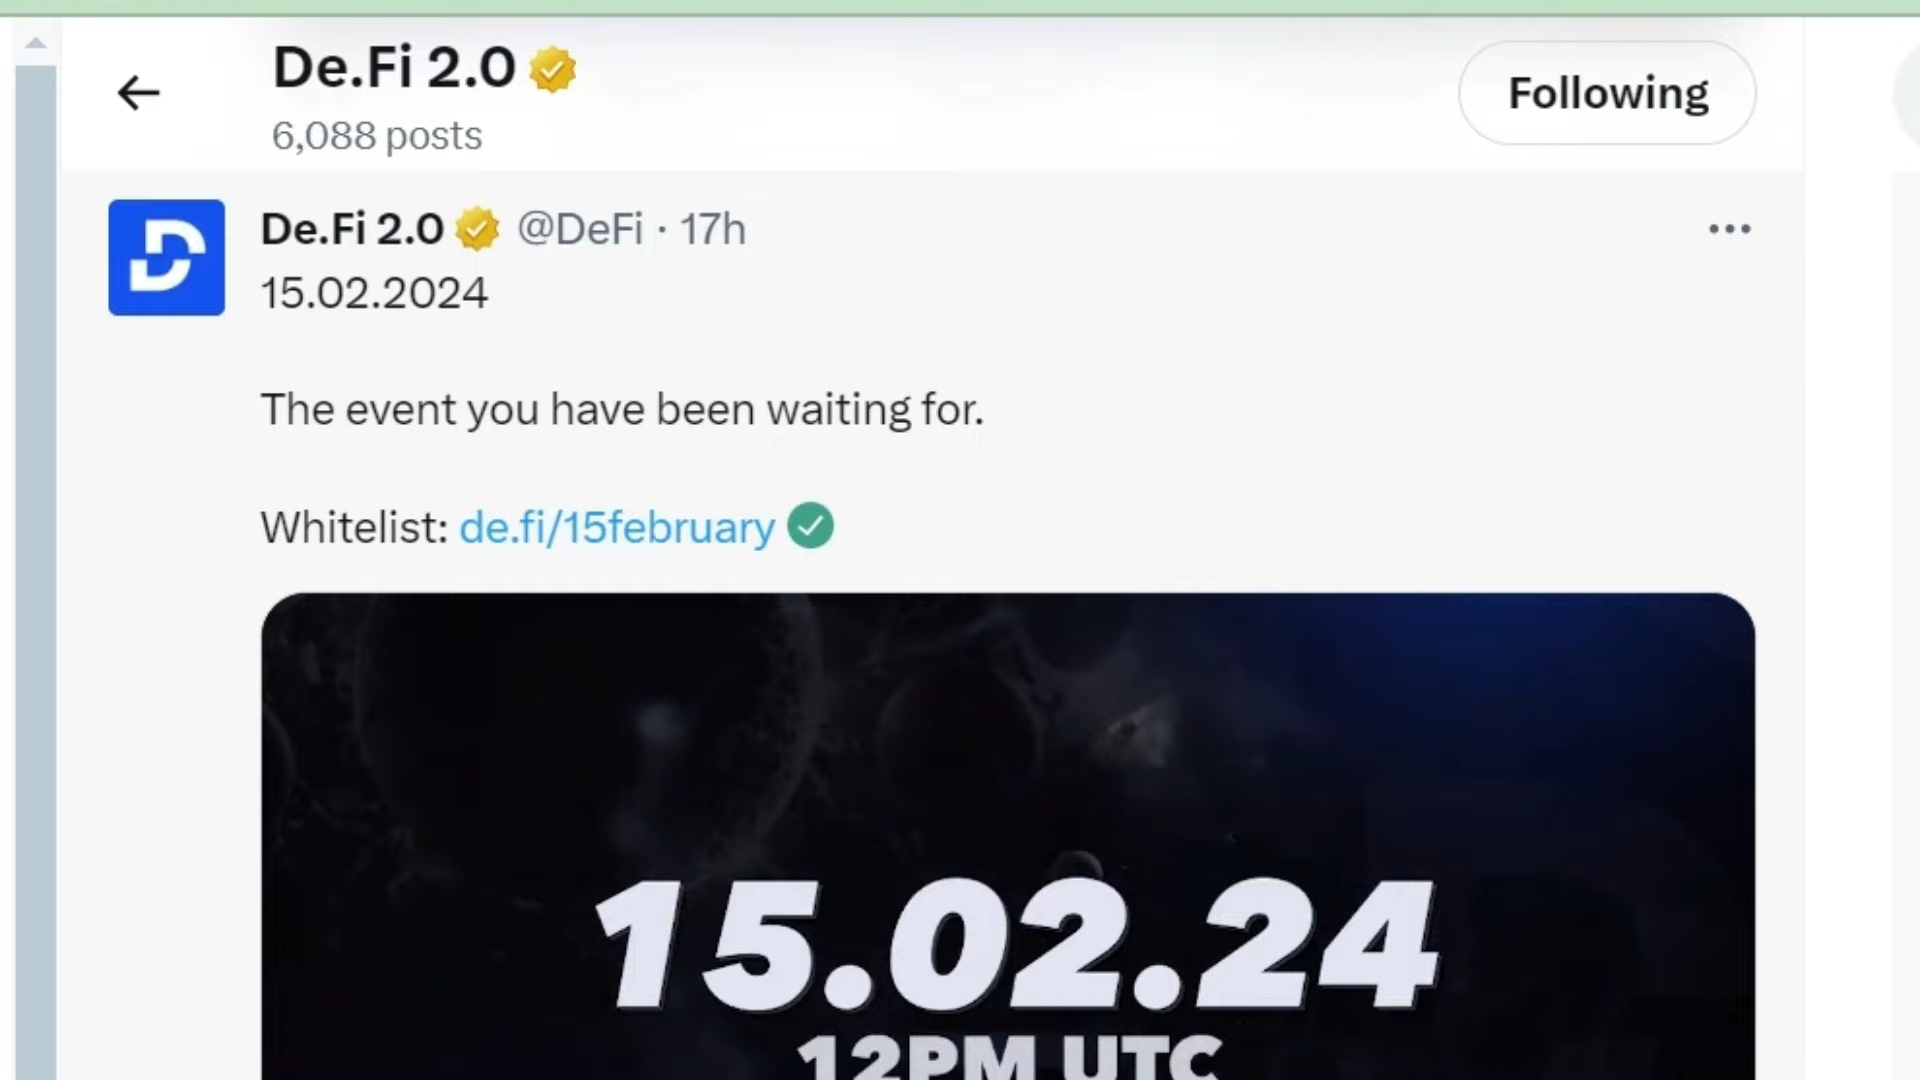 De.Fi 2.0
6,088 posts
Following
De.Fi 2.0 @DeFi · 17h
15.02.2024
The event you have been waiting for.
Whitelist: de.fi/15february
15.02.24
12PM UTC